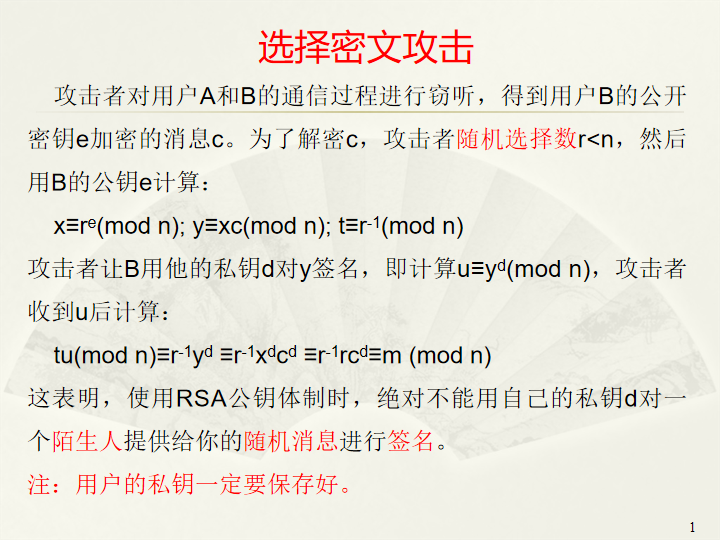 选择密文攻击
攻击者对用户A和B的通信过程进行窃听，得到用户B的公开
密钥e加密的消息c。为了解密c，攻击者随机选择数r<n，然后
用B的公钥e计算：
x≡rᵉ(mod n); y≡xc(mod n); t≡r⁻¹(mod n)
攻击者让B用他的私钥d对y签名，即计算u≡yᵈ(mod n)，攻击者
收到u后计算：
tu(mod n)≡r⁻¹yᵈ ≡r⁻¹xᵈcᵈ ≡r⁻¹rcᵈ≡m (mod n)
这表明，使用RSA公钥体制时，绝对不能用自己的私钥d对一
个陌生人提供给你的随机消息进行签名。
注：用户的私钥一定要保存好。
1